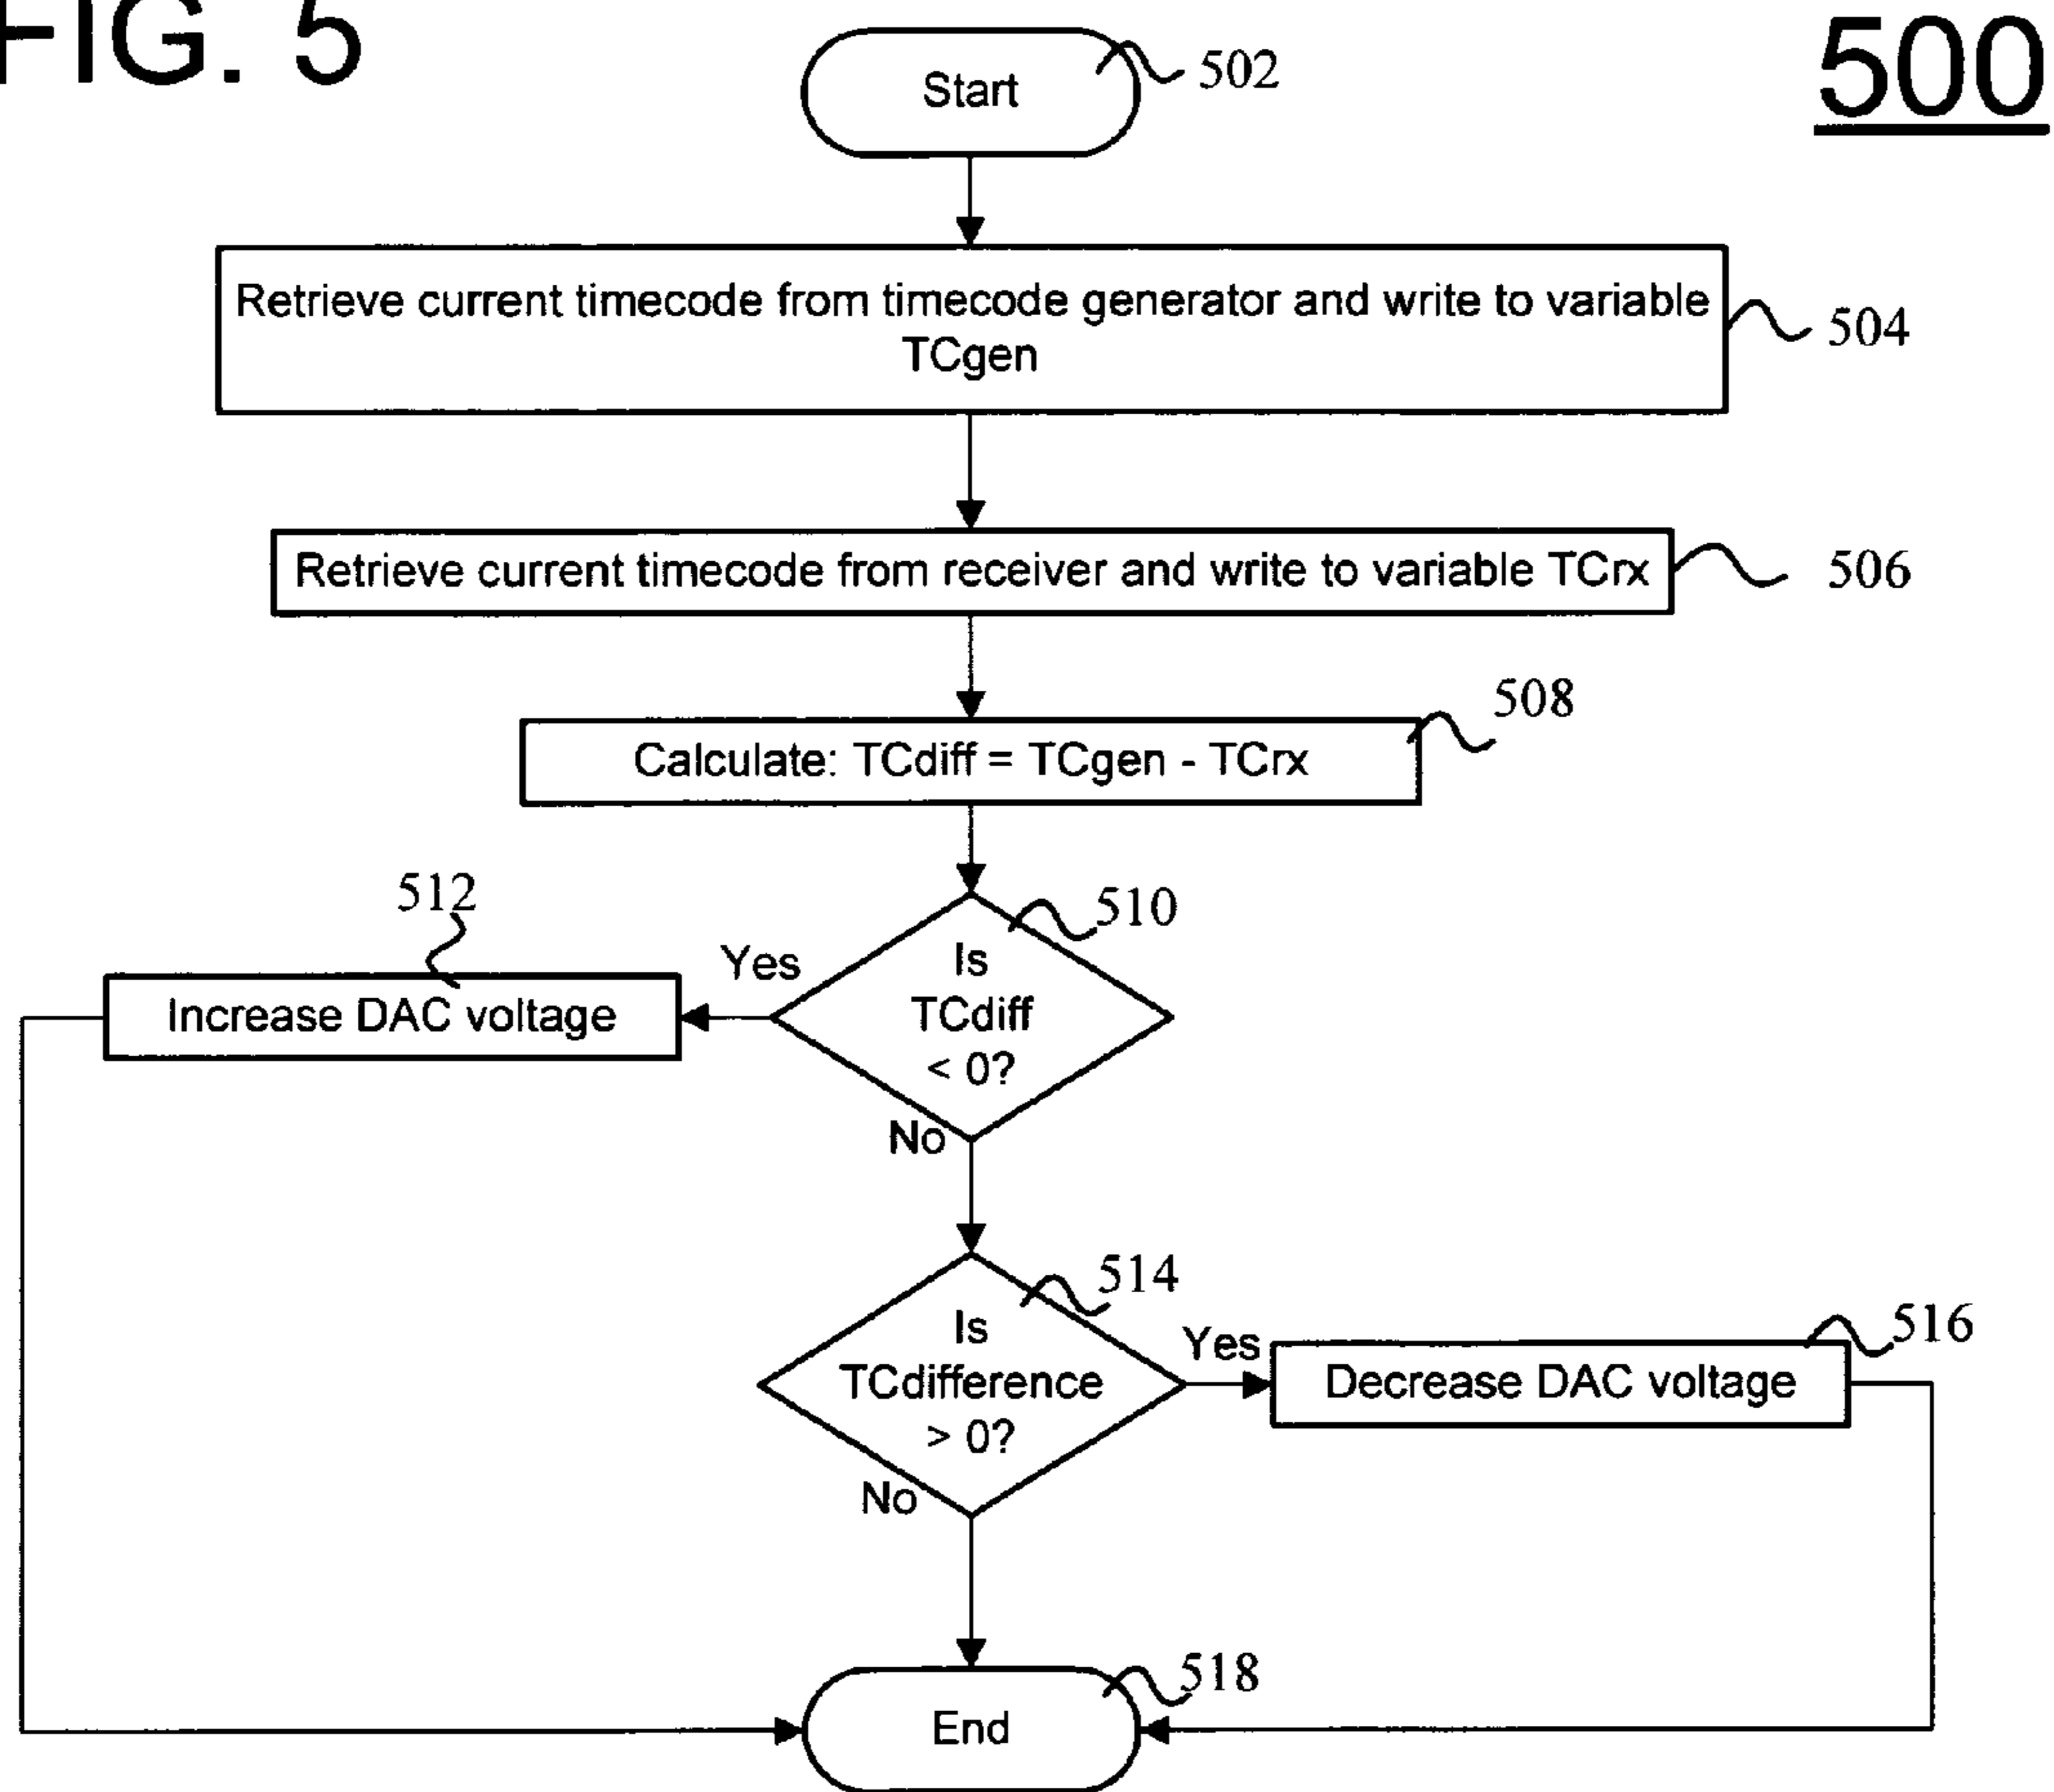 FIG. 5
500
Start
502
Retrieve current timecode from timecode generator and write to variable
TCgen
504
Retrieve current timecode from receiver and write to variable TCrx
506
508
Calculate: TCdiff = TCgen - TCrx
512
510
Yes
Is
TCdiff
< 0?
Increase DAC voltage
No
514
516
Is
TCdifference
> 0?
Yes
Decrease DAC voltage
No
518
End